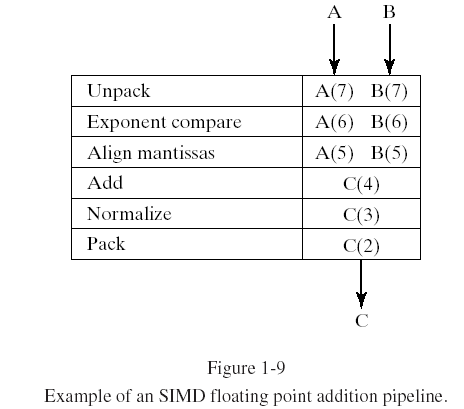 A B
Unpack A(7) B(7)
Exponent compare A(6) B(6)
Align mantissas A(5) B(5)
Add C(4)
Normalize C(3)
Pack C(2)
C
Figure 1-9
Example of an SIMD floating point addition pipeline.